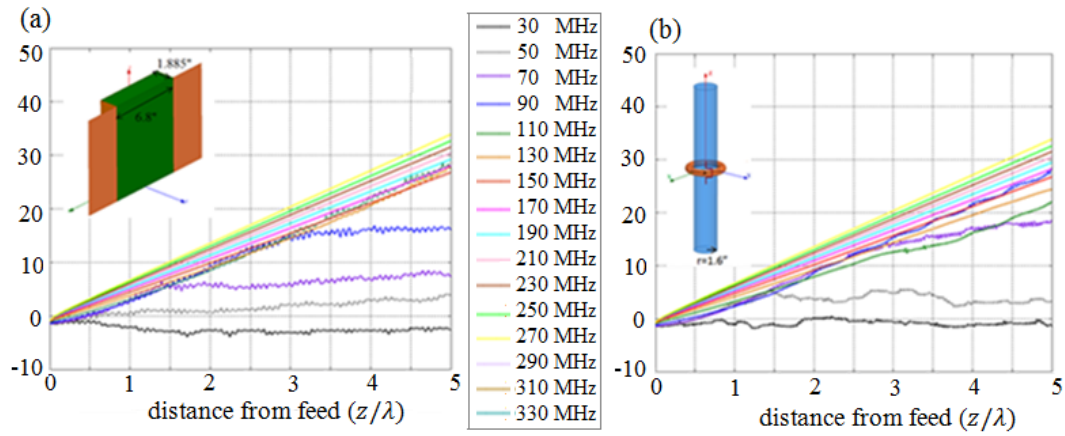 (a)
50
40
30
20
10
0
-10
0 1 2 3 4 5
distance from feed (z/λ)
1.885"
6.8"
30 MHz
50 MHz
70 MHz
90 MHz
110 MHz
130 MHz
150 MHz
170 MHz
190 MHz
210 MHz
230 MHz
250 MHz
270 MHz
290 MHz
310 MHz
330 MHz
(b)
50
40
30
20
10
0
-10
0 1 2 3 4 5
distance from feed (z/λ)
r=1.6"